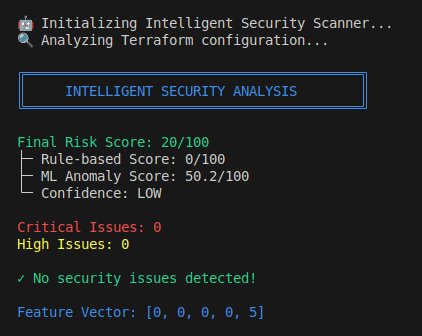 🤖 Initializing Intelligent Security Scanner...
🔍 Analyzing Terraform configuration...
INTELLIGENT SECURITY ANALYSIS
Final Risk Score: 20/100
├─ Rule-based Score: 0/100
├─ ML Anomaly Score: 50.2/100
└─ Confidence: LOW
Critical Issues: 0
High Issues: 0
✓ No security issues detected!
Feature Vector: [0, 0, 0, 0, 5]